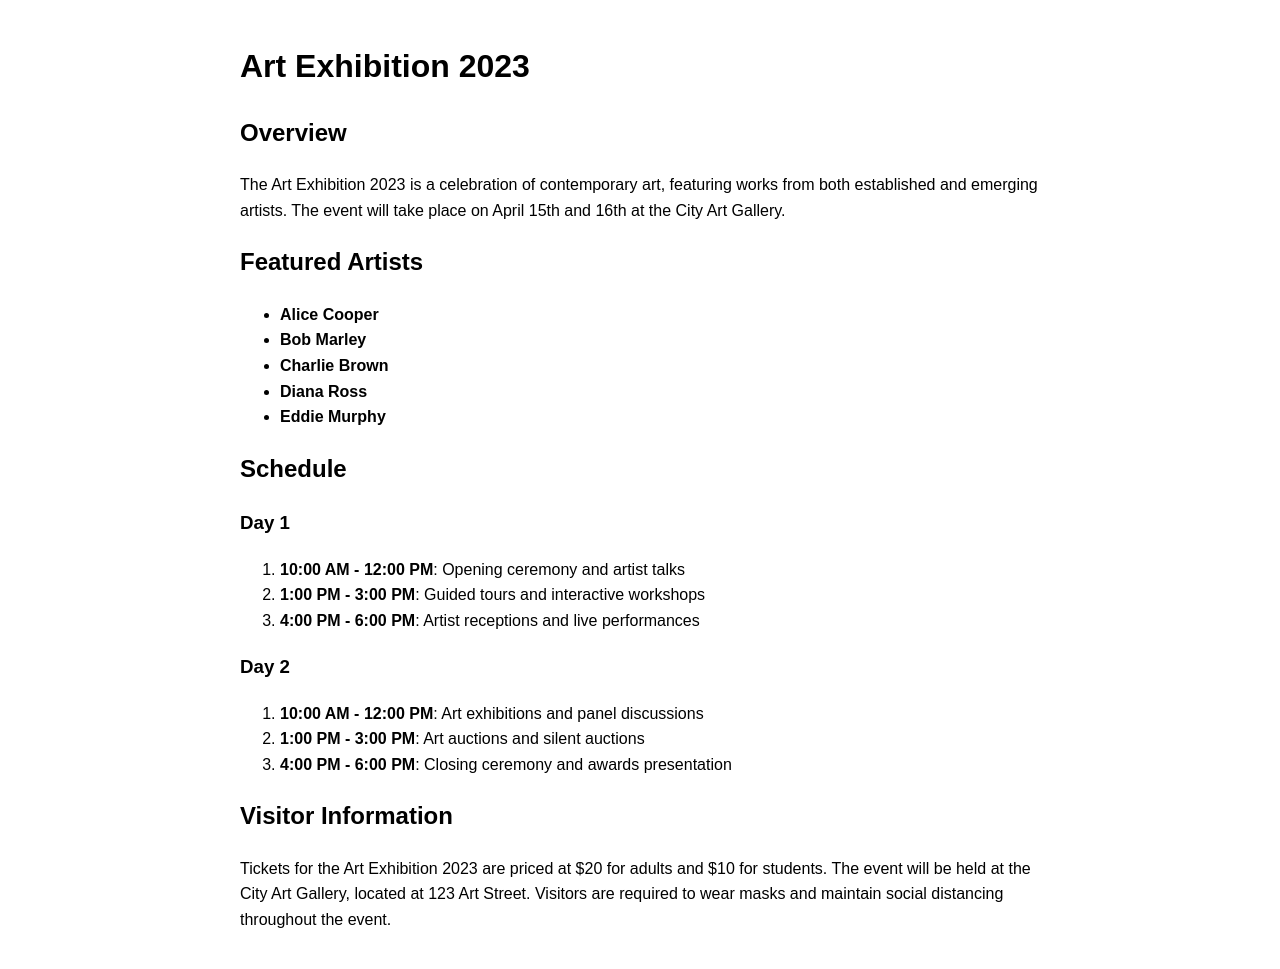 Art Exhibition 2023
Overview
The Art Exhibition 2023 is a celebration of contemporary art, featuring works from both established and emerging
artists. The event will take place on April 15th and 16th at the City Art Gallery.
Featured Artists
• Alice Cooper
• Bob Marley
• Charlie Brown
• Diana Ross
• Eddie Murphy
Schedule
Day 1
1. 10:00 AM - 12:00 PM: Opening ceremony and artist talks
2. 1:00 PM - 3:00 PM: Guided tours and interactive workshops
3. 4:00 PM - 6:00 PM: Artist receptions and live performances
Day 2
1. 10:00 AM - 12:00 PM: Art exhibitions and panel discussions
2. 1:00 PM - 3:00 PM: Art auctions and silent auctions
3. 4:00 PM - 6:00 PM: Closing ceremony and awards presentation
Visitor Information
Tickets for the Art Exhibition 2023 are priced at $20 for adults and $10 for students. The event will be held at the
City Art Gallery, located at 123 Art Street. Visitors are required to wear masks and maintain social distancing
throughout the event.